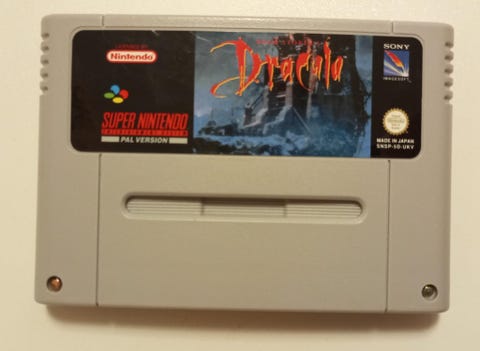 LICENSED BY
Nintendo
SUPER NINTENDO
ENTERTAINMENT SYSTEM
PAL VERSION
Dracula
SONY
IMAGESOFT
MADE IN JAPAN
SNSP-5D-UKV